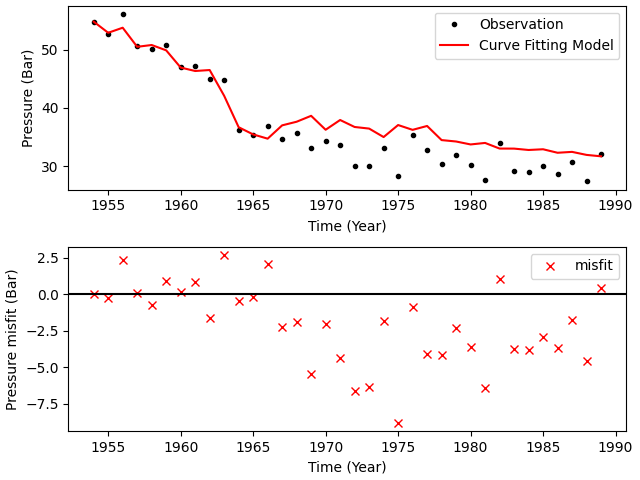 Pressure (Bar)
50
40
30
Observation
Curve Fitting Model
1955 1960 1965 1970 1975 1980 1985 1990
Time (Year)
Pressure misfit (Bar)
2.5
0.0
−2.5
−5.0
−7.5
misfit
1955 1960 1965 1970 1975 1980 1985 1990
Time (Year)